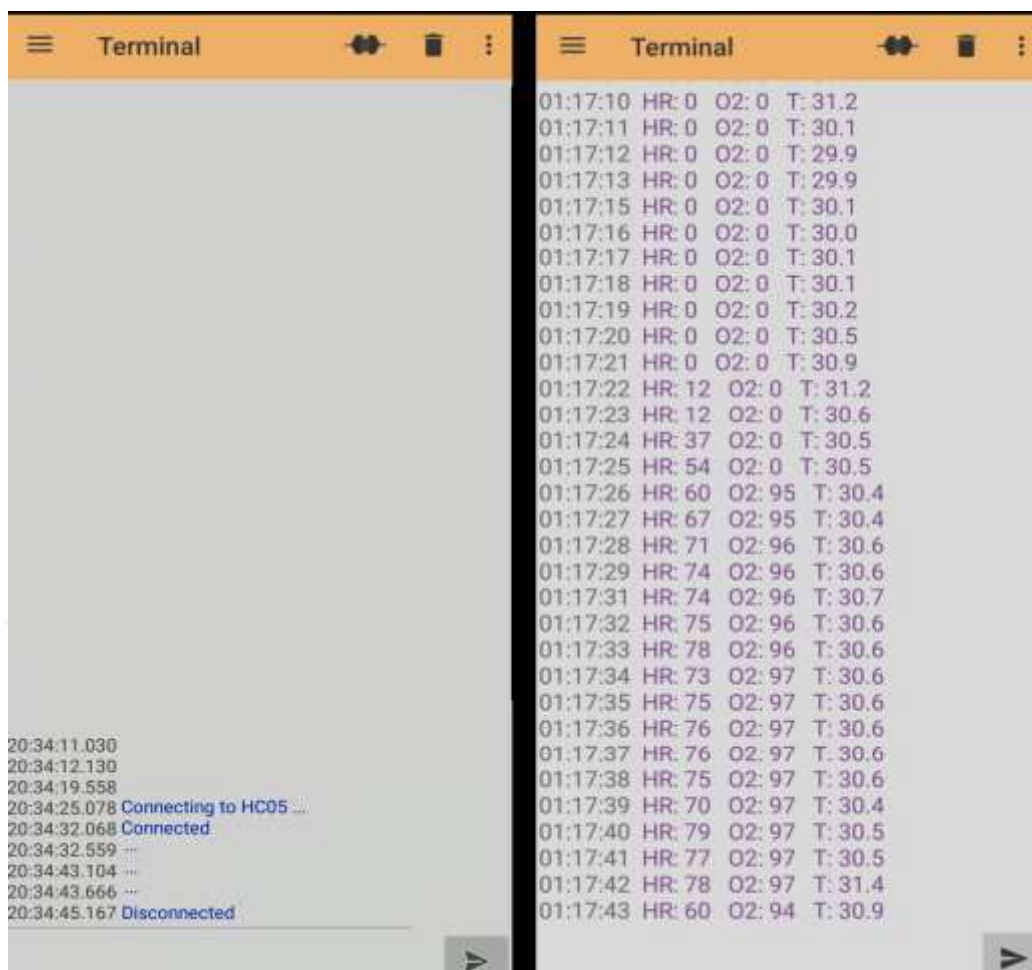 Terminal
20:34:11.030
20:34:12.130
20:34:19.558
20:34:25.078 Connecting to HC05 ...
20:34:32.068 Connected
20:34:32.559 ...
20:34:43.104 ...
20:34:43.666 ...
20:34:45.167 Disconnected
Terminal
01:17:10 HR: 0 O2: 0 T: 31.2
01:17:11 HR: 0 O2: 0 T: 30.1
01:17:12 HR: 0 O2: 0 T: 29.9
01:17:13 HR: 0 O2: 0 T: 29.9
01:17:15 HR: 0 O2: 0 T: 30.1
01:17:16 HR: 0 O2: 0 T: 30.0
01:17:17 HR: 0 O2: 0 T: 30.1
01:17:18 HR: 0 O2: 0 T: 30.1
01:17:19 HR: 0 O2: 0 T: 30.2
01:17:20 HR: 0 O2: 0 T: 30.5
01:17:21 HR: 0 O2: 0 T: 30.9
01:17:22 HR: 12 O2: 0 T: 31.2
01:17:23 HR: 12 O2: 0 T: 30.6
01:17:24 HR: 37 O2: 0 T: 30.5
01:17:25 HR: 54 O2: 0 T: 30.5
01:17:26 HR: 60 O2: 95 T: 30.4
01:17:27 HR: 67 O2: 95 T: 30.4
01:17:28 HR: 71 O2: 96 T: 30.6
01:17:29 HR: 74 O2: 96 T: 30.6
01:17:31 HR: 74 O2: 96 T: 30.7
01:17:32 HR: 75 O2: 96 T: 30.6
01:17:33 HR: 78 O2: 96 T: 30.6
01:17:34 HR: 73 O2: 97 T: 30.6
01:17:35 HR: 75 O2: 97 T: 30.6
01:17:36 HR: 76 O2: 97 T: 30.6
01:17:37 HR: 76 O2: 97 T: 30.6
01:17:38 HR: 75 O2: 97 T: 30.6
01:17:39 HR: 70 O2: 97 T: 30.4
01:17:40 HR: 79 O2: 97 T: 30.5
01:17:41 HR: 77 O2: 97 T: 30.5
01:17:42 HR: 78 O2: 97 T: 31.4
01:17:43 HR: 60 O2: 94 T: 30.9